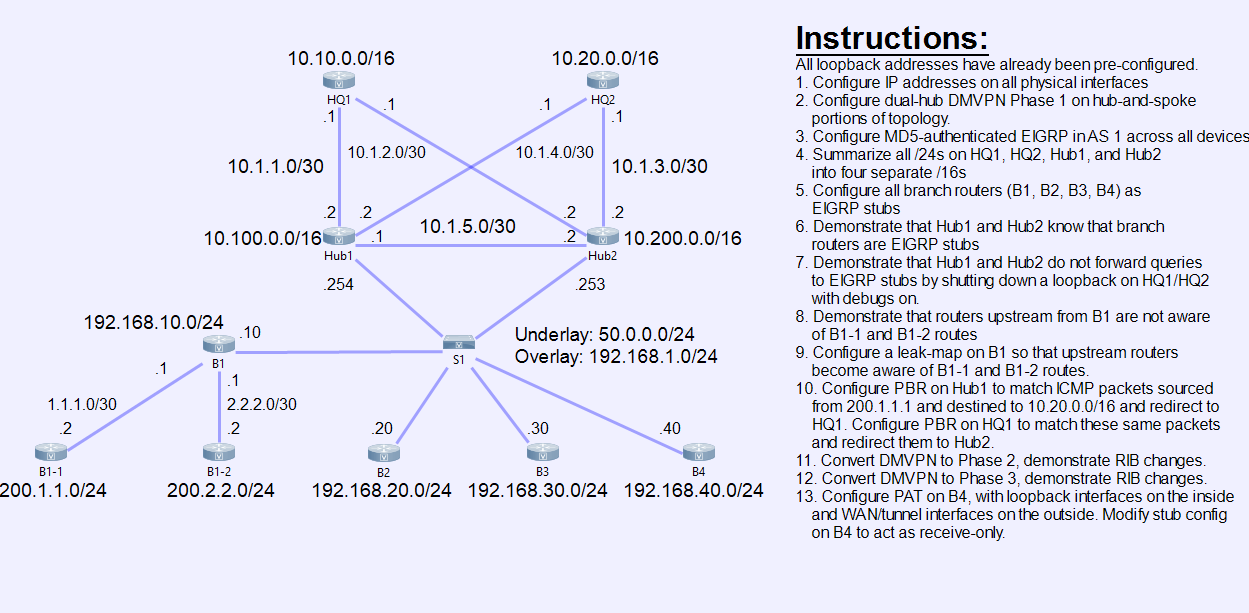 Instructions:
All loopback addresses have already been pre-configured.
1. Configure IP addresses on all physical interfaces
2. Configure dual-hub DMVPN Phase 1 on hub-and-spoke
portions of topology.
3. Configure MD5-authenticated EIGRP in AS 1 across all devices
4. Summarize all /24s on HQ1, HQ2, Hub1, and Hub2
into four separate /16s
5. Configure all branch routers (B1, B2, B3, B4) as
EIGRP stubs
6. Demonstrate that Hub1 and Hub2 know that branch
routers are EIGRP stubs
7. Demonstrate that Hub1 and Hub2 do not forward queries
to EIGRP stubs by shutting down a loopback on HQ1/HQ2
with debugs on.
8. Demonstrate that routers upstream from B1 are not aware
of B1-1 and B1-2 routes
9. Configure a leak-map on B1 so that upstream routers
become aware of B1-1 and B1-2 routes.
10. Configure PBR on Hub1 to match ICMP packets sourced
from 200.1.1.1 and destined to 10.20.0.0/16 and redirect to
HQ1. Configure PBR on HQ1 to match these same packets
and redirect them to Hub2.
11. Convert DMVPN to Phase 2, demonstrate RIB changes.
12. Convert DMVPN to Phase 3, demonstrate RIB changes.
13. Configure PAT on B4, with loopback interfaces on the inside
and WAN/tunnel interfaces on the outside. Modify stub config
on B4 to act as receive-only.
10.10.0.0/16
10.20.0.0/16
HQ1
HQ2
.1
.1
.1
.1
10.1.2.0/30
10.1.4.0/30
10.1.1.0/30
10.1.3.0/30
.2
.2
.2
.2
10.1.5.0/30
10.100.0.0/16
.1
.2
10.200.0.0/16
Hub1
Hub2
.254
.253
192.168.10.0/24
.10
Underlay: 50.0.0.0/24
Overlay: 192.168.1.0/24
B1
S1
.1
.1
1.1.1.0/30
2.2.2.0/30
.2
.2
.20
.30
.40
B1-1
B1-2
B2
B3
B4
200.1.1.0/24
200.2.2.0/24
192.168.20.0/24
192.168.30.0/24
192.168.40.0/24